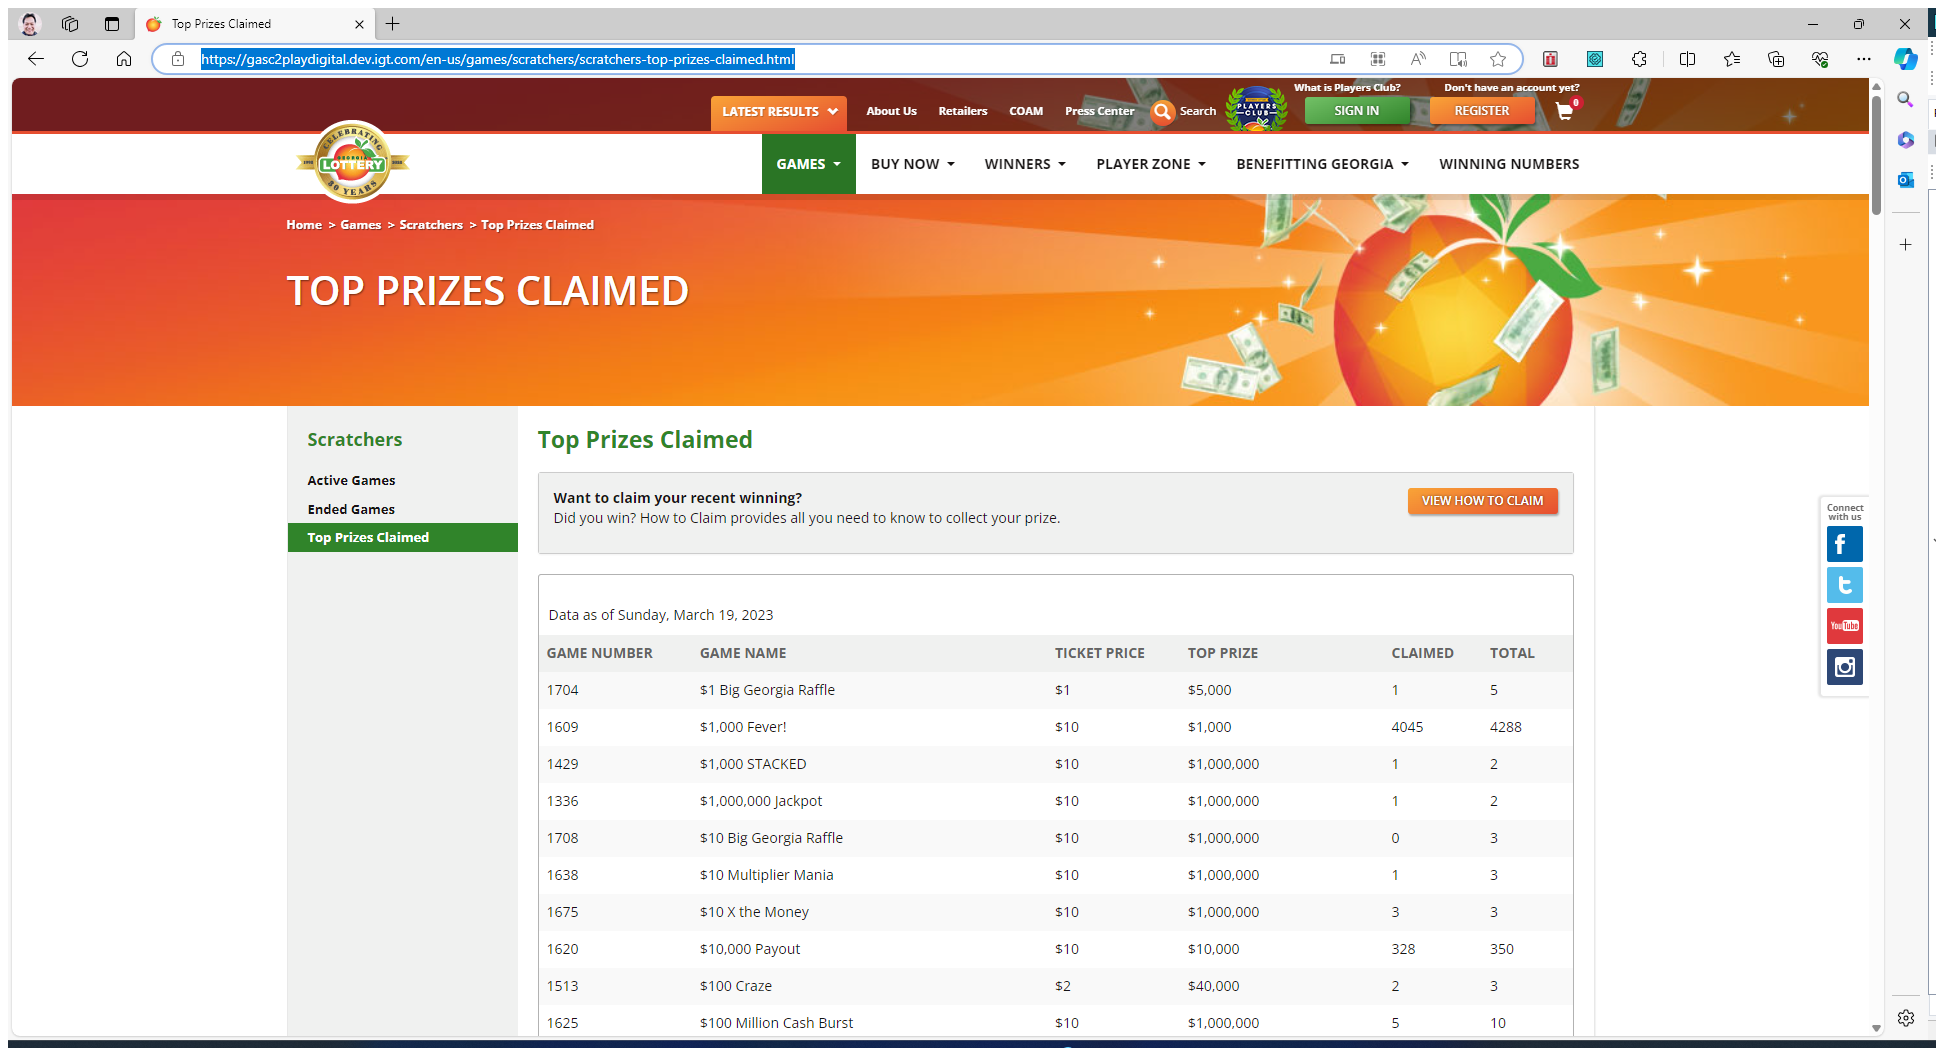 Top Prizes Claimed
https://gasc2playdigital.dev.igt.com/en-us/games/scratchers/scratchers-top-prizes-claimed.html
What is Players Club? Don't have an account yet?
LATEST RESULTS About Us Retailers COAM Press Center Search PLAYERS CLUB SIGN IN REGISTER 0
CELEBRATING
GEORGIA
LOTTERY
30 YEARS
GAMES BUY NOW WINNERS PLAYER ZONE BENEFITTING GEORGIA WINNING NUMBERS
Home > Games > Scratchers > Top Prizes Claimed
TOP PRIZES CLAIMED
Scratchers
Active Games
Ended Games
Top Prizes Claimed
Top Prizes Claimed
Want to claim your recent winning?
Did you win? How to Claim provides all you need to know to collect your prize.
VIEW HOW TO CLAIM
Data as of Sunday, March 19, 2023
GAME NUMBER GAME NAME TICKET PRICE TOP PRIZE CLAIMED TOTAL
1704 $1 Big Georgia Raffle $1 $5,000 1 5
1609 $1,000 Fever! $10 $1,000 4045 4288
1429 $1,000 STACKED $10 $1,000,000 1 2
1336 $1,000,000 Jackpot $10 $1,000,000 1 2
1708 $10 Big Georgia Raffle $10 $1,000,000 0 3
1638 $10 Multiplier Mania $10 $1,000,000 1 3
1675 $10 X the Money $10 $1,000,000 3 3
1620 $10,000 Payout $10 $10,000 328 350
1513 $100 Craze $2 $40,000 2 3
1625 $100 Million Cash Burst $10 $1,000,000 5 10
Connect
with us
You Tube